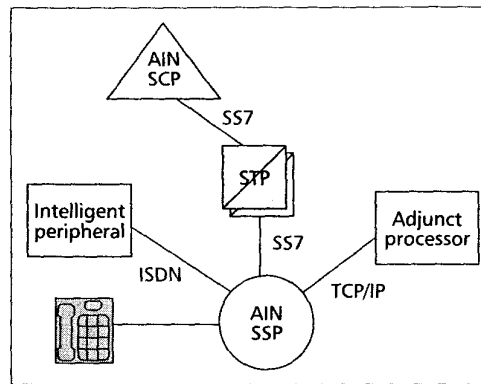 AIN
SCP
SS7
STP
Intelligent
peripheral
Adjunct
processor
SS7
ISDN
TCP/IP
AIN
SSP